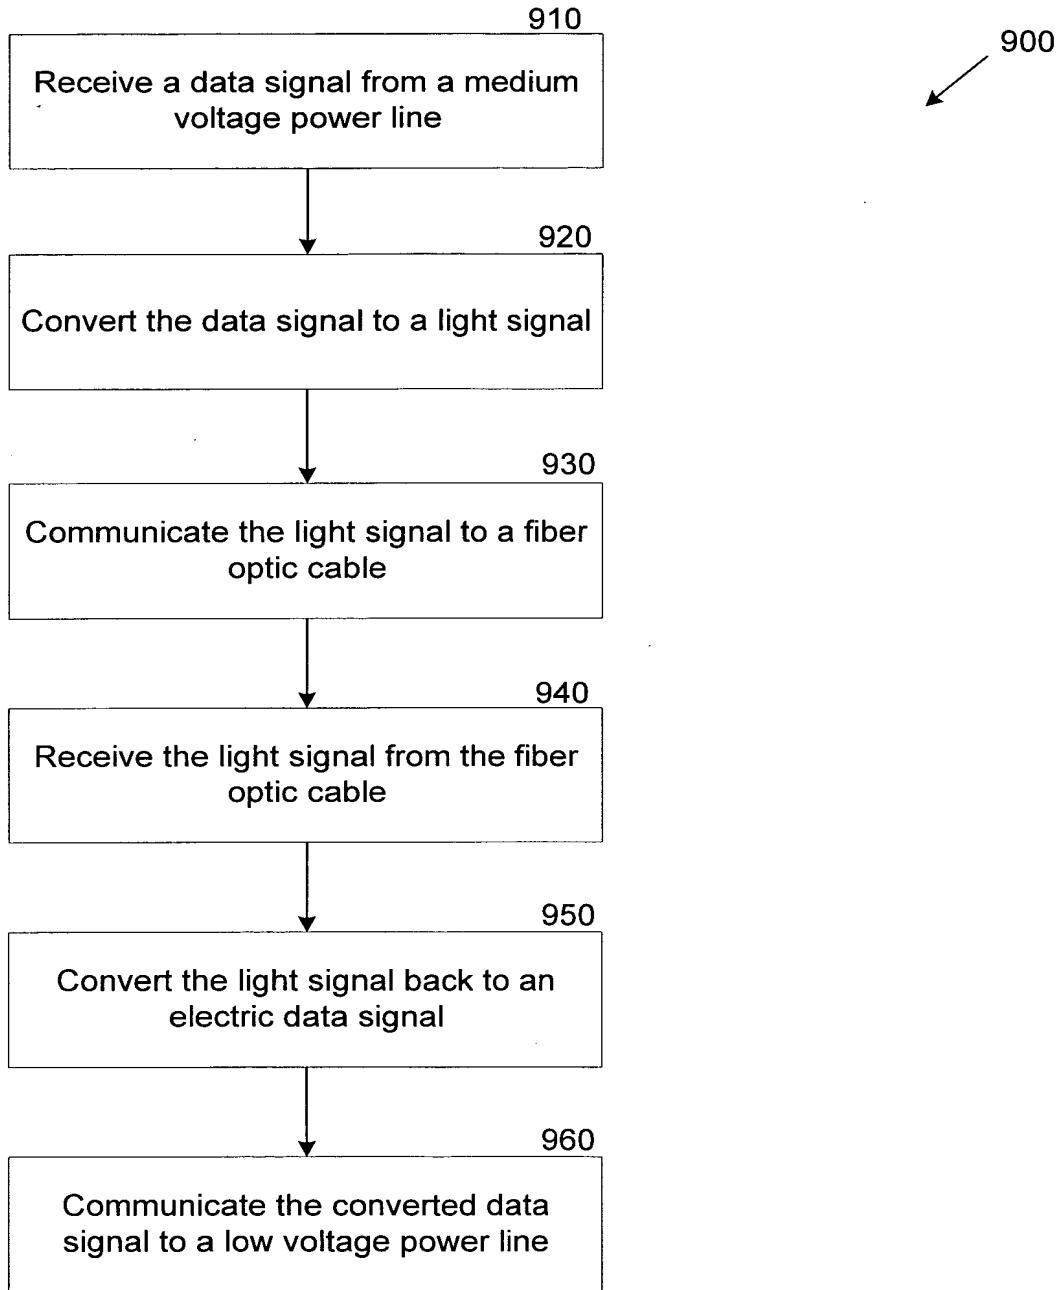 910
900
Receive a data signal from a medium
voltage power line
920
Convert the data signal to a light signal
930
Communicate the light signal to a fiber
optic cable
940
Receive the light signal from the fiber
optic cable
950
Convert the light signal back to an
electric data signal
960
Communicate the converted data
signal to a low voltage power line